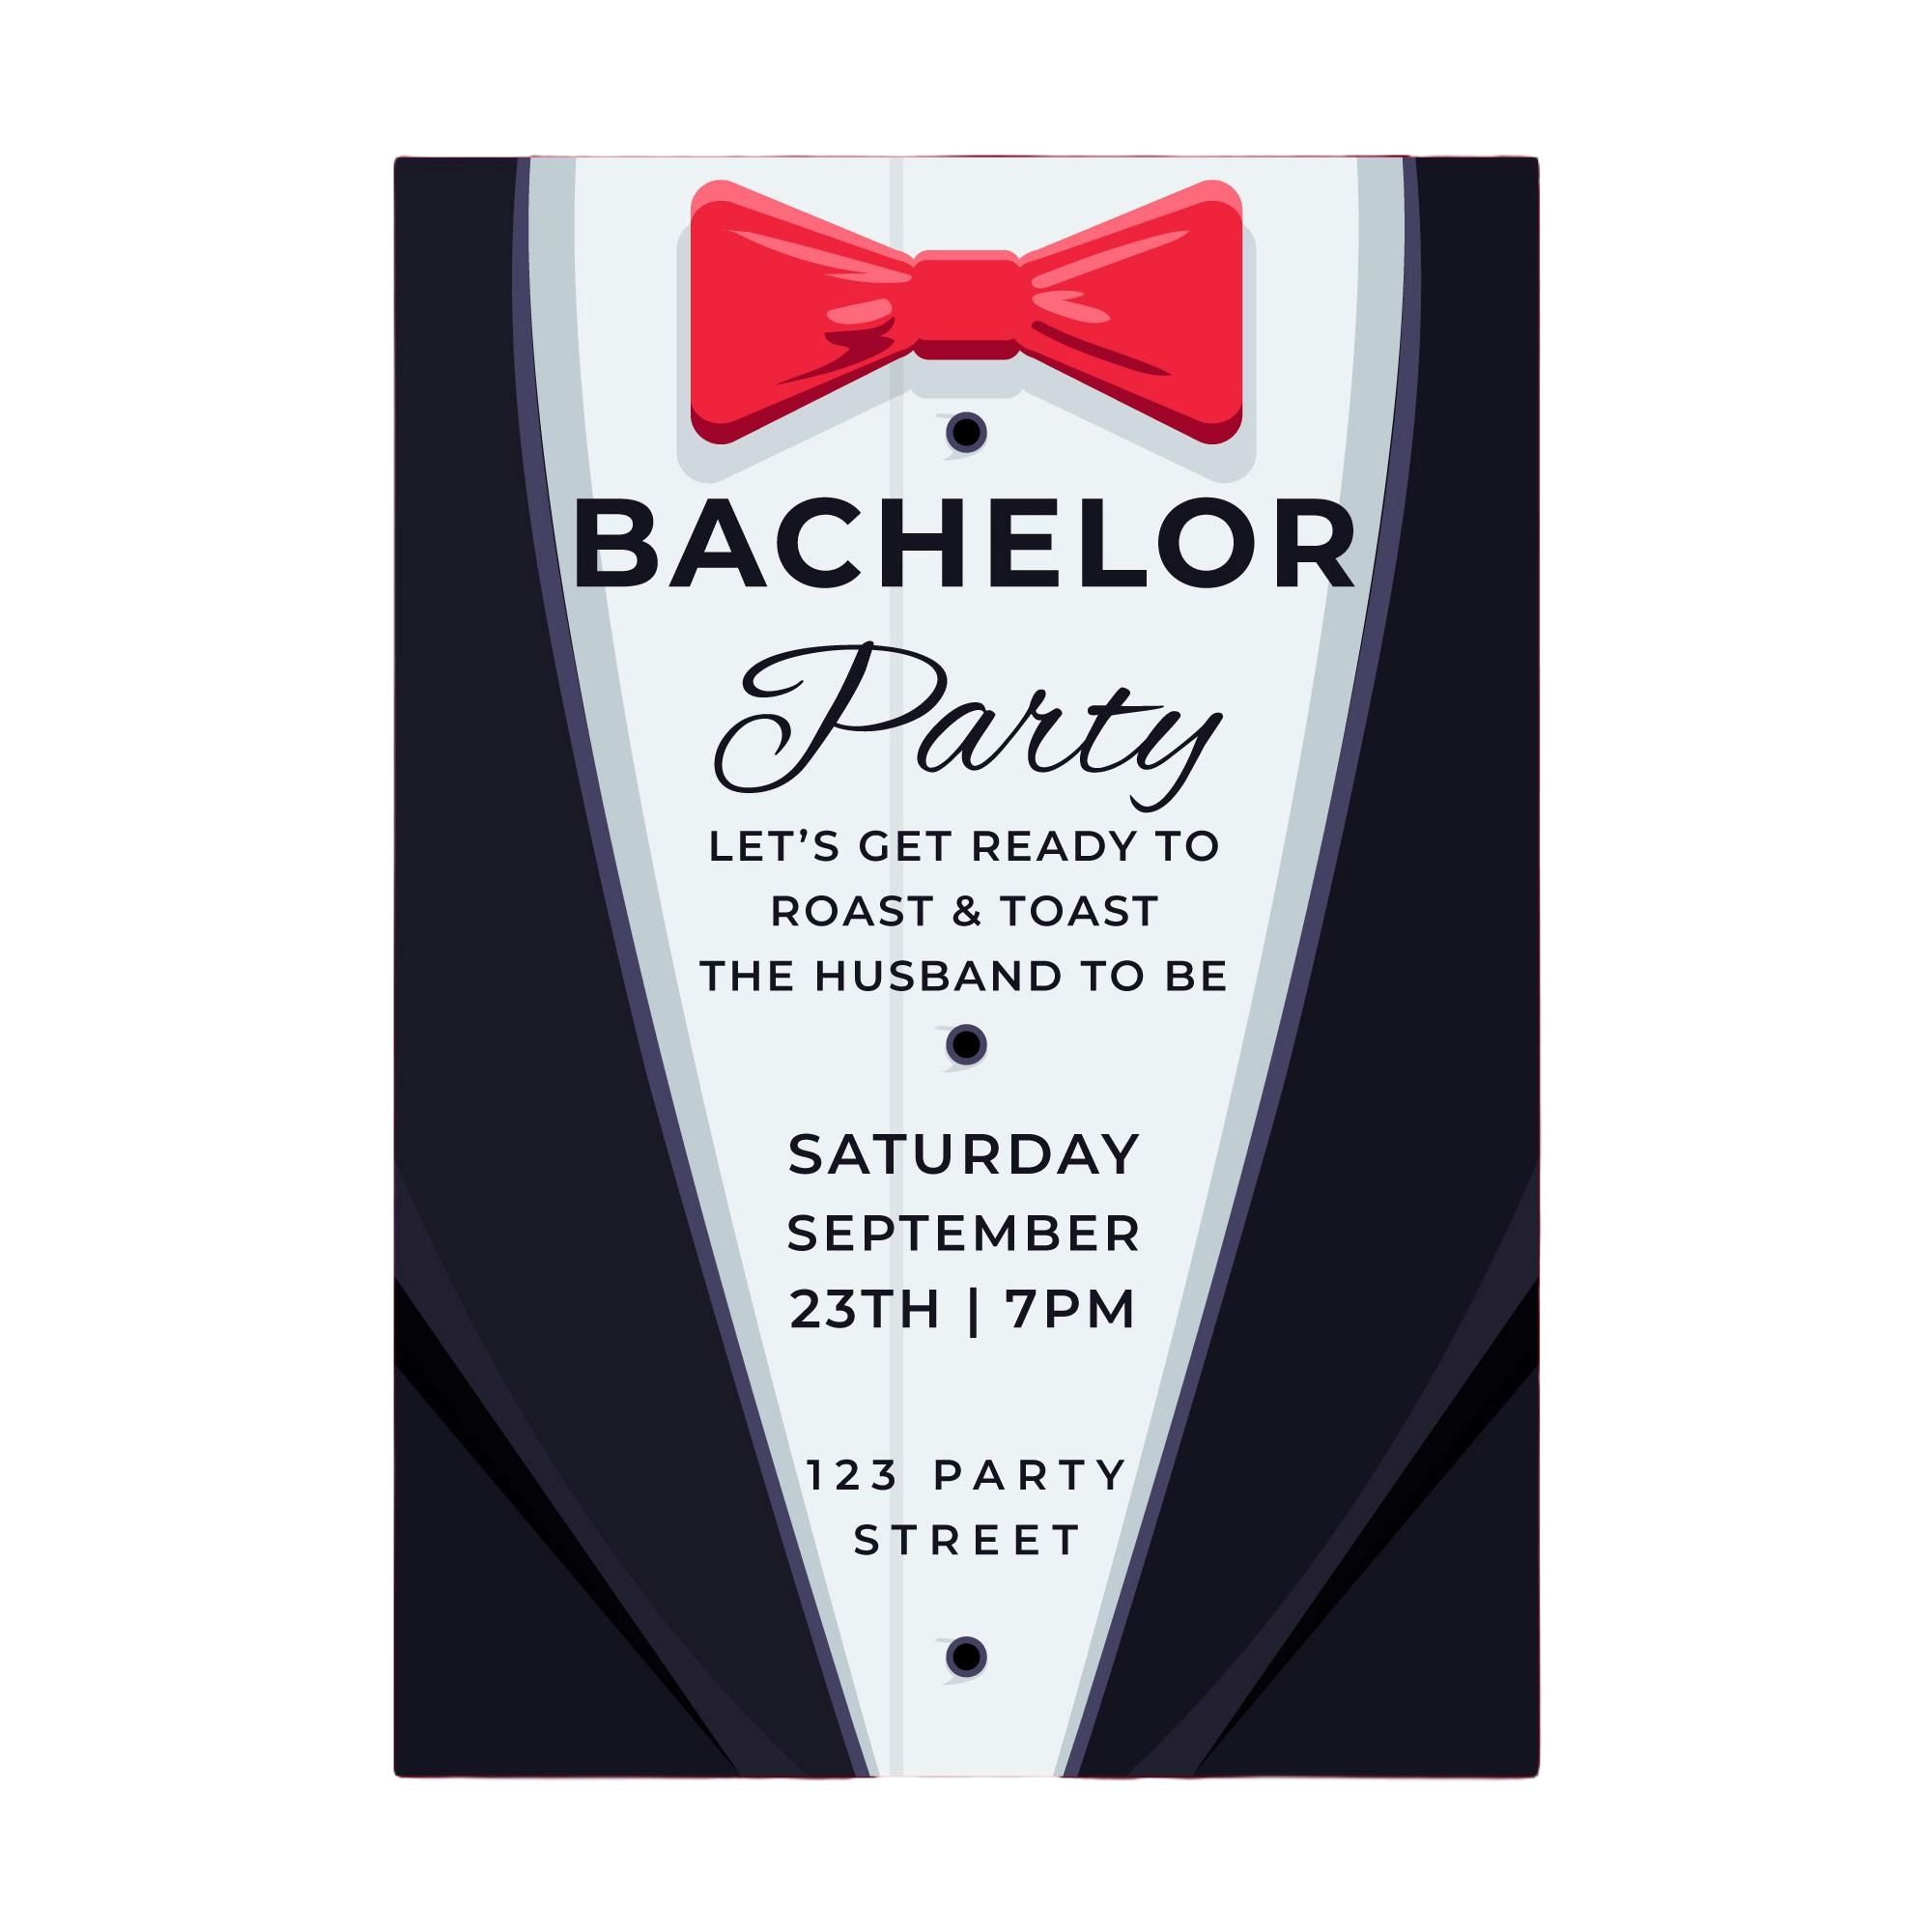 BACHELOR
Party
LET’S GET READY TO
ROAST & TOAST
THE HUSBAND TO BE
SATURDAY
SEPTEMBER
23TH | 7PM
123 PARTY
STREET